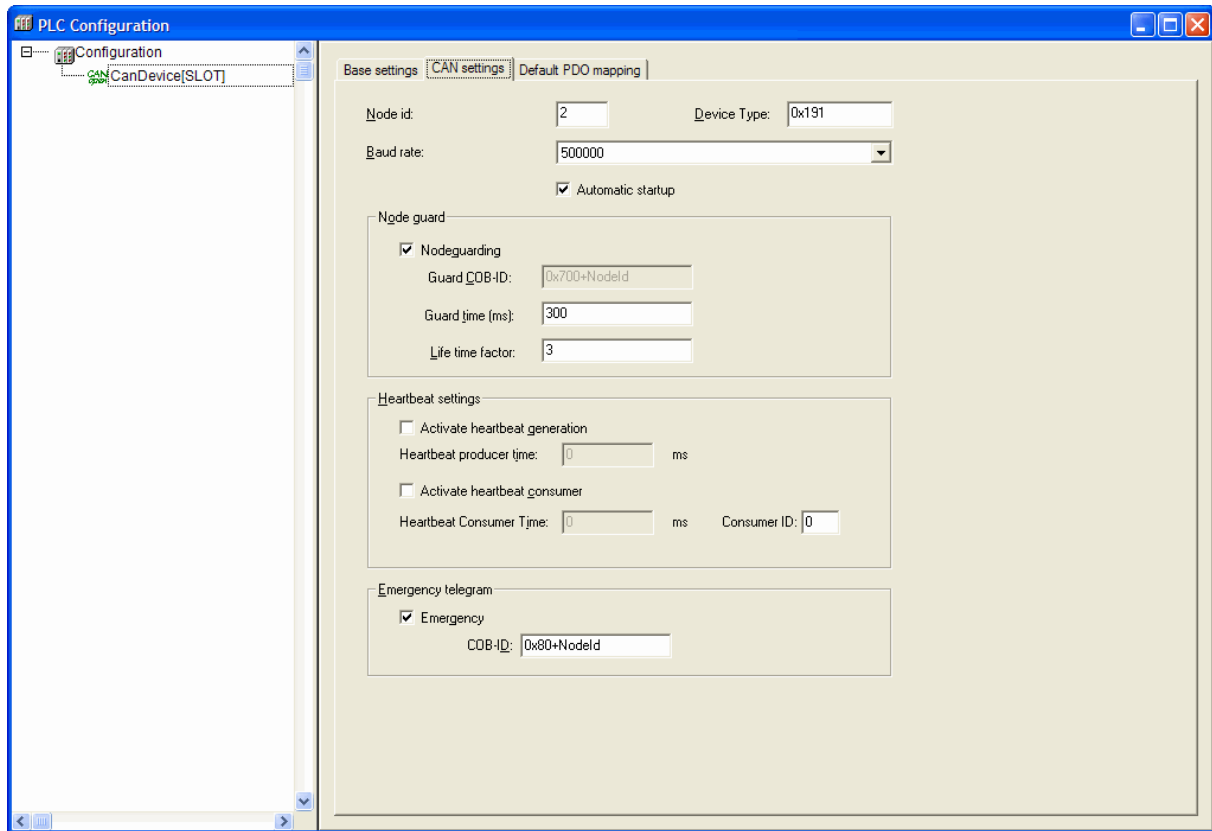 PLC Configuration
Configuration
CanDevice[SLOT]
Base settings CAN settings Default PDO mapping
Node id: 2 Device Type: 0x191
Baud rate: 500000
Automatic startup
Node guard
Nodeguarding
Guard COB-ID: 0x700+NodeId
Guard time (ms): 300
Life time factor: 3
Heartbeat settings
Activate heartbeat generation
Heartbeat producer time: 0 ms
Activate heartbeat consumer
Heartbeat Consumer Time: 0 ms Consumer ID: 0
Emergency telegram
Emergency
COB-ID: 0x80+NodeId